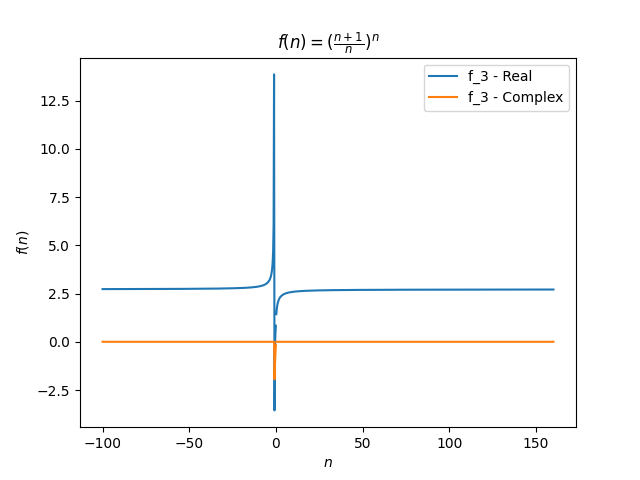 f(n) = (\frac{n+1}{n})^n
f_3 - Real
f_3 - Complex
12.5
10.0
7.5
5.0
2.5
0.0
−2.5
f(n)
−100 −50 0 50 100 150
n